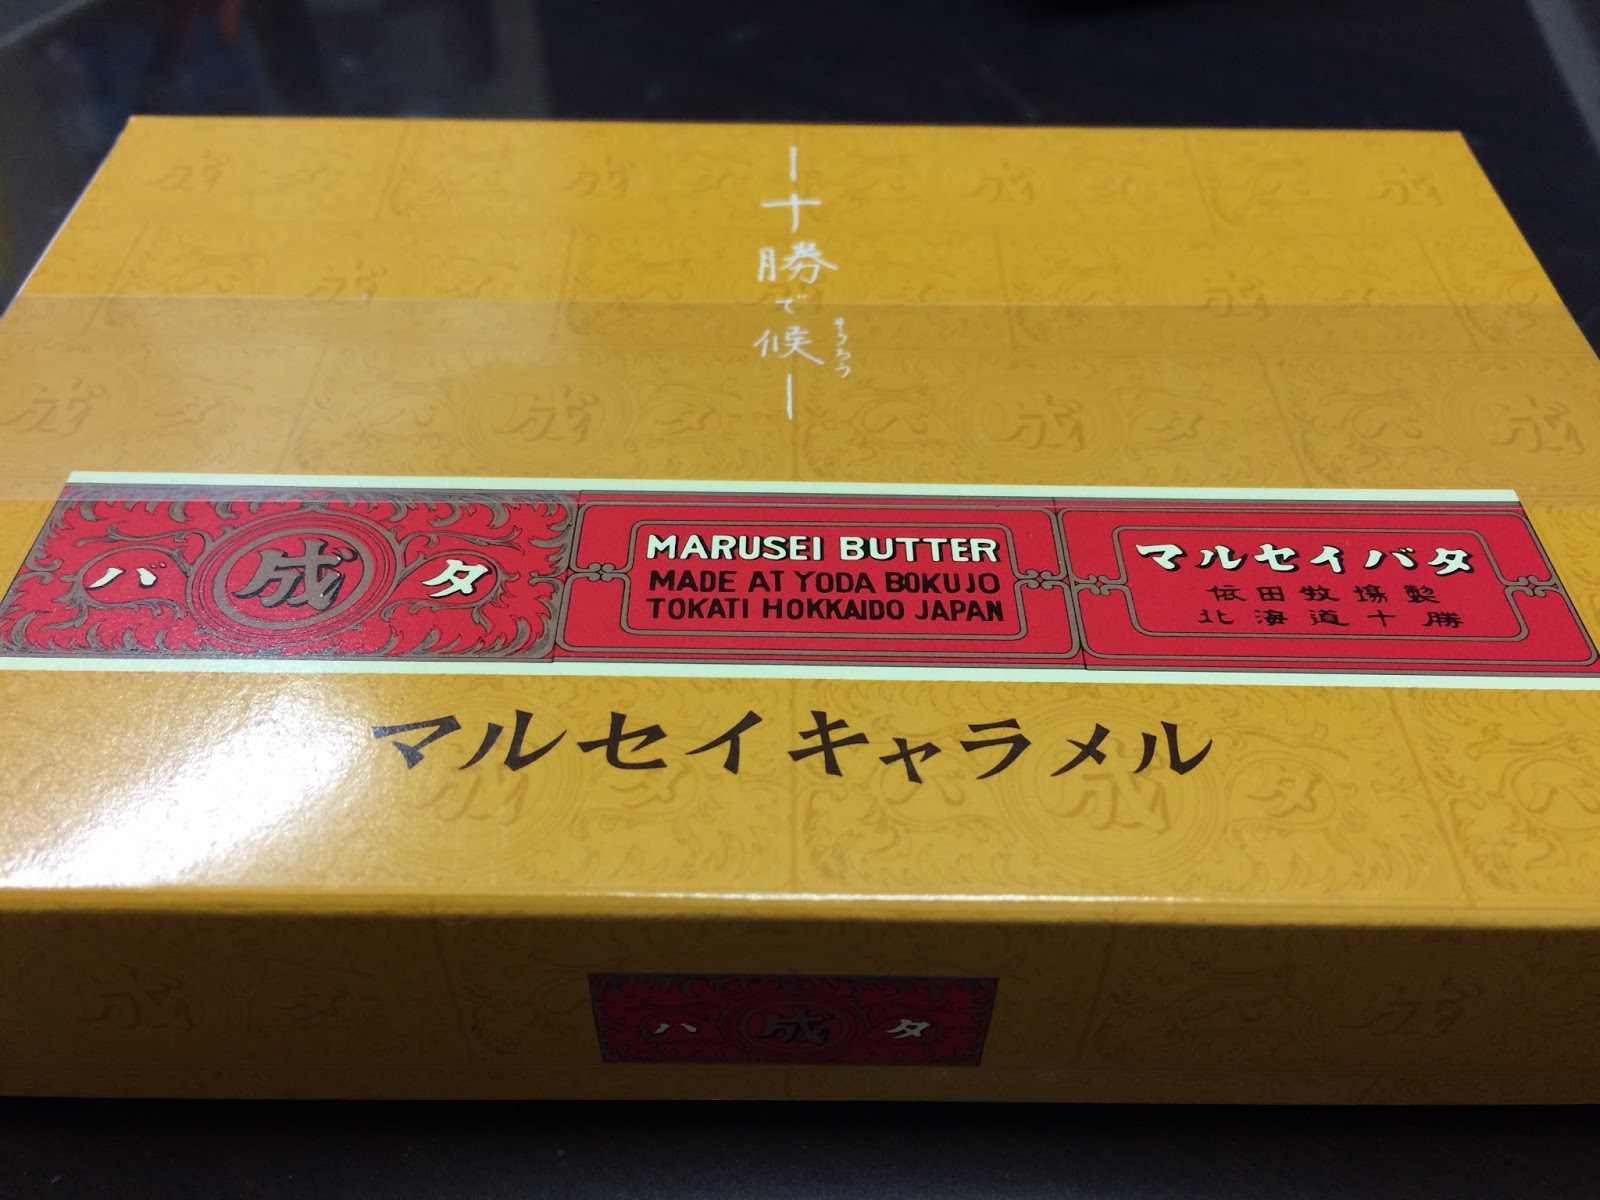 十勝で候
そうろう
バ成タ
MARUSEI BUTTER
MADE AT YODA BOKUJO
TOKATI HOKKAIDO JAPAN
マルセイバタ
依田牧場製
北海道十勝
マルセイキャラメル
バ成タ